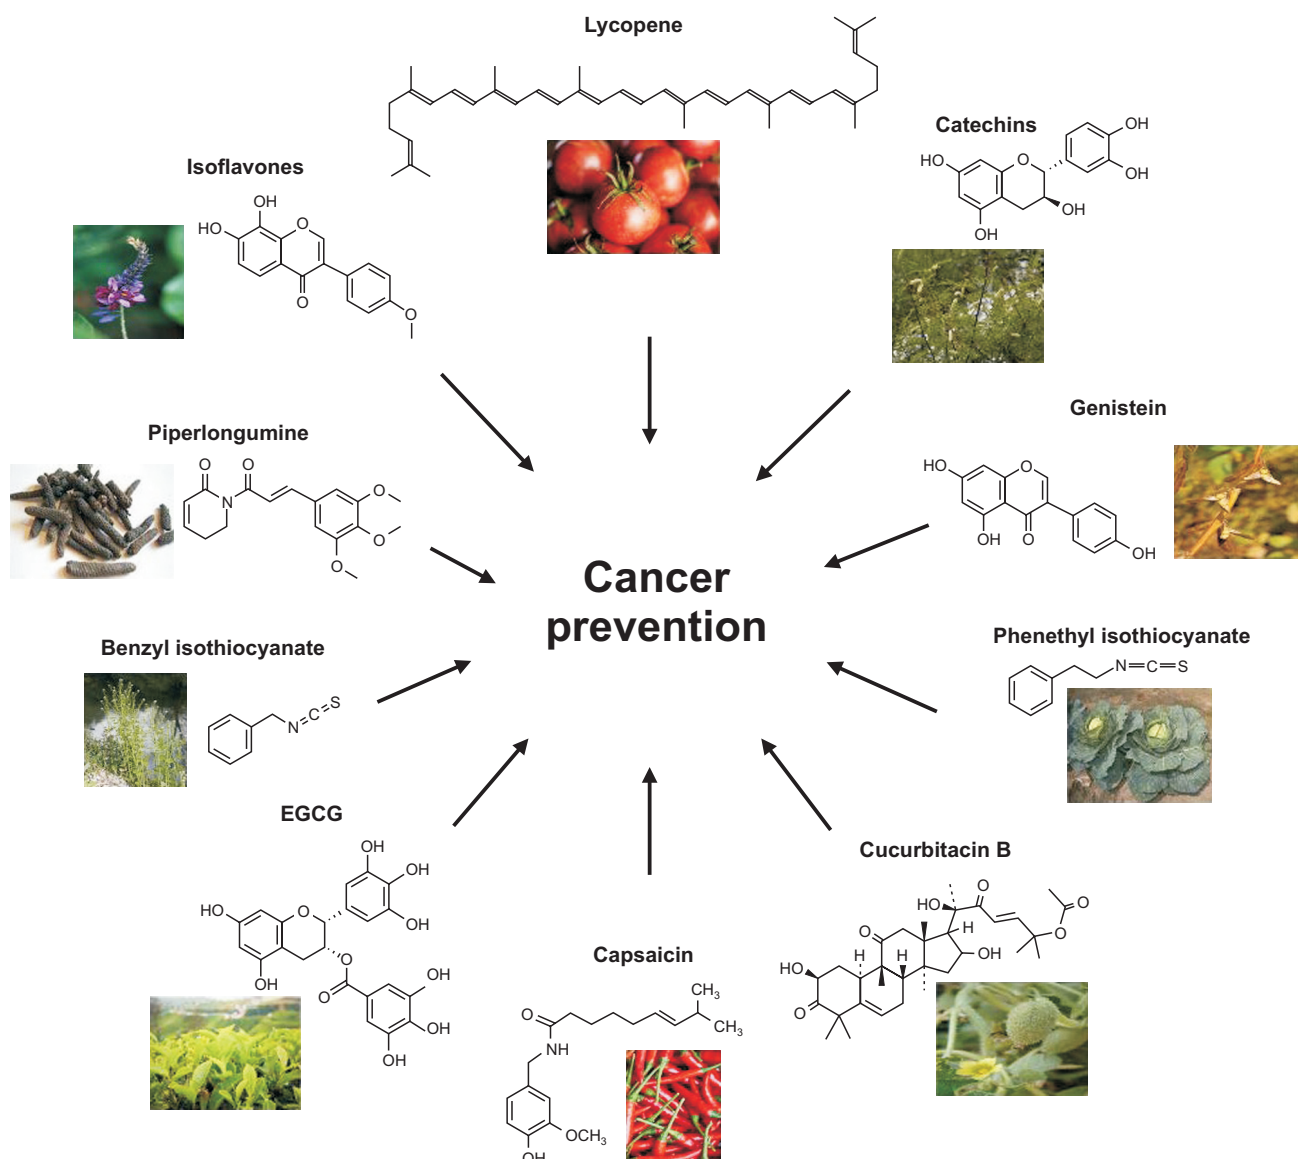 Lycopene
Catechins
OH
HO
O
OH
OH
OH
Isoflavones
OH
HO
O
O
O
Piperlongumine
O
O
N
O
O
O
Genistein
HO
O
OH
O
OH
Cancer
prevention
Benzyl isothiocyanate
S
C
N
Phenethyl isothiocyanate
N=C=S
EGCG
OH
OH
OH
HO
O
OH
O
O
OH
OH
OH
Capsaicin
CH3
CH3
O
NH
OCH3
OH
Cucurbitacin B
O
HO
O
O
O
H
OH
H
H
HO
O